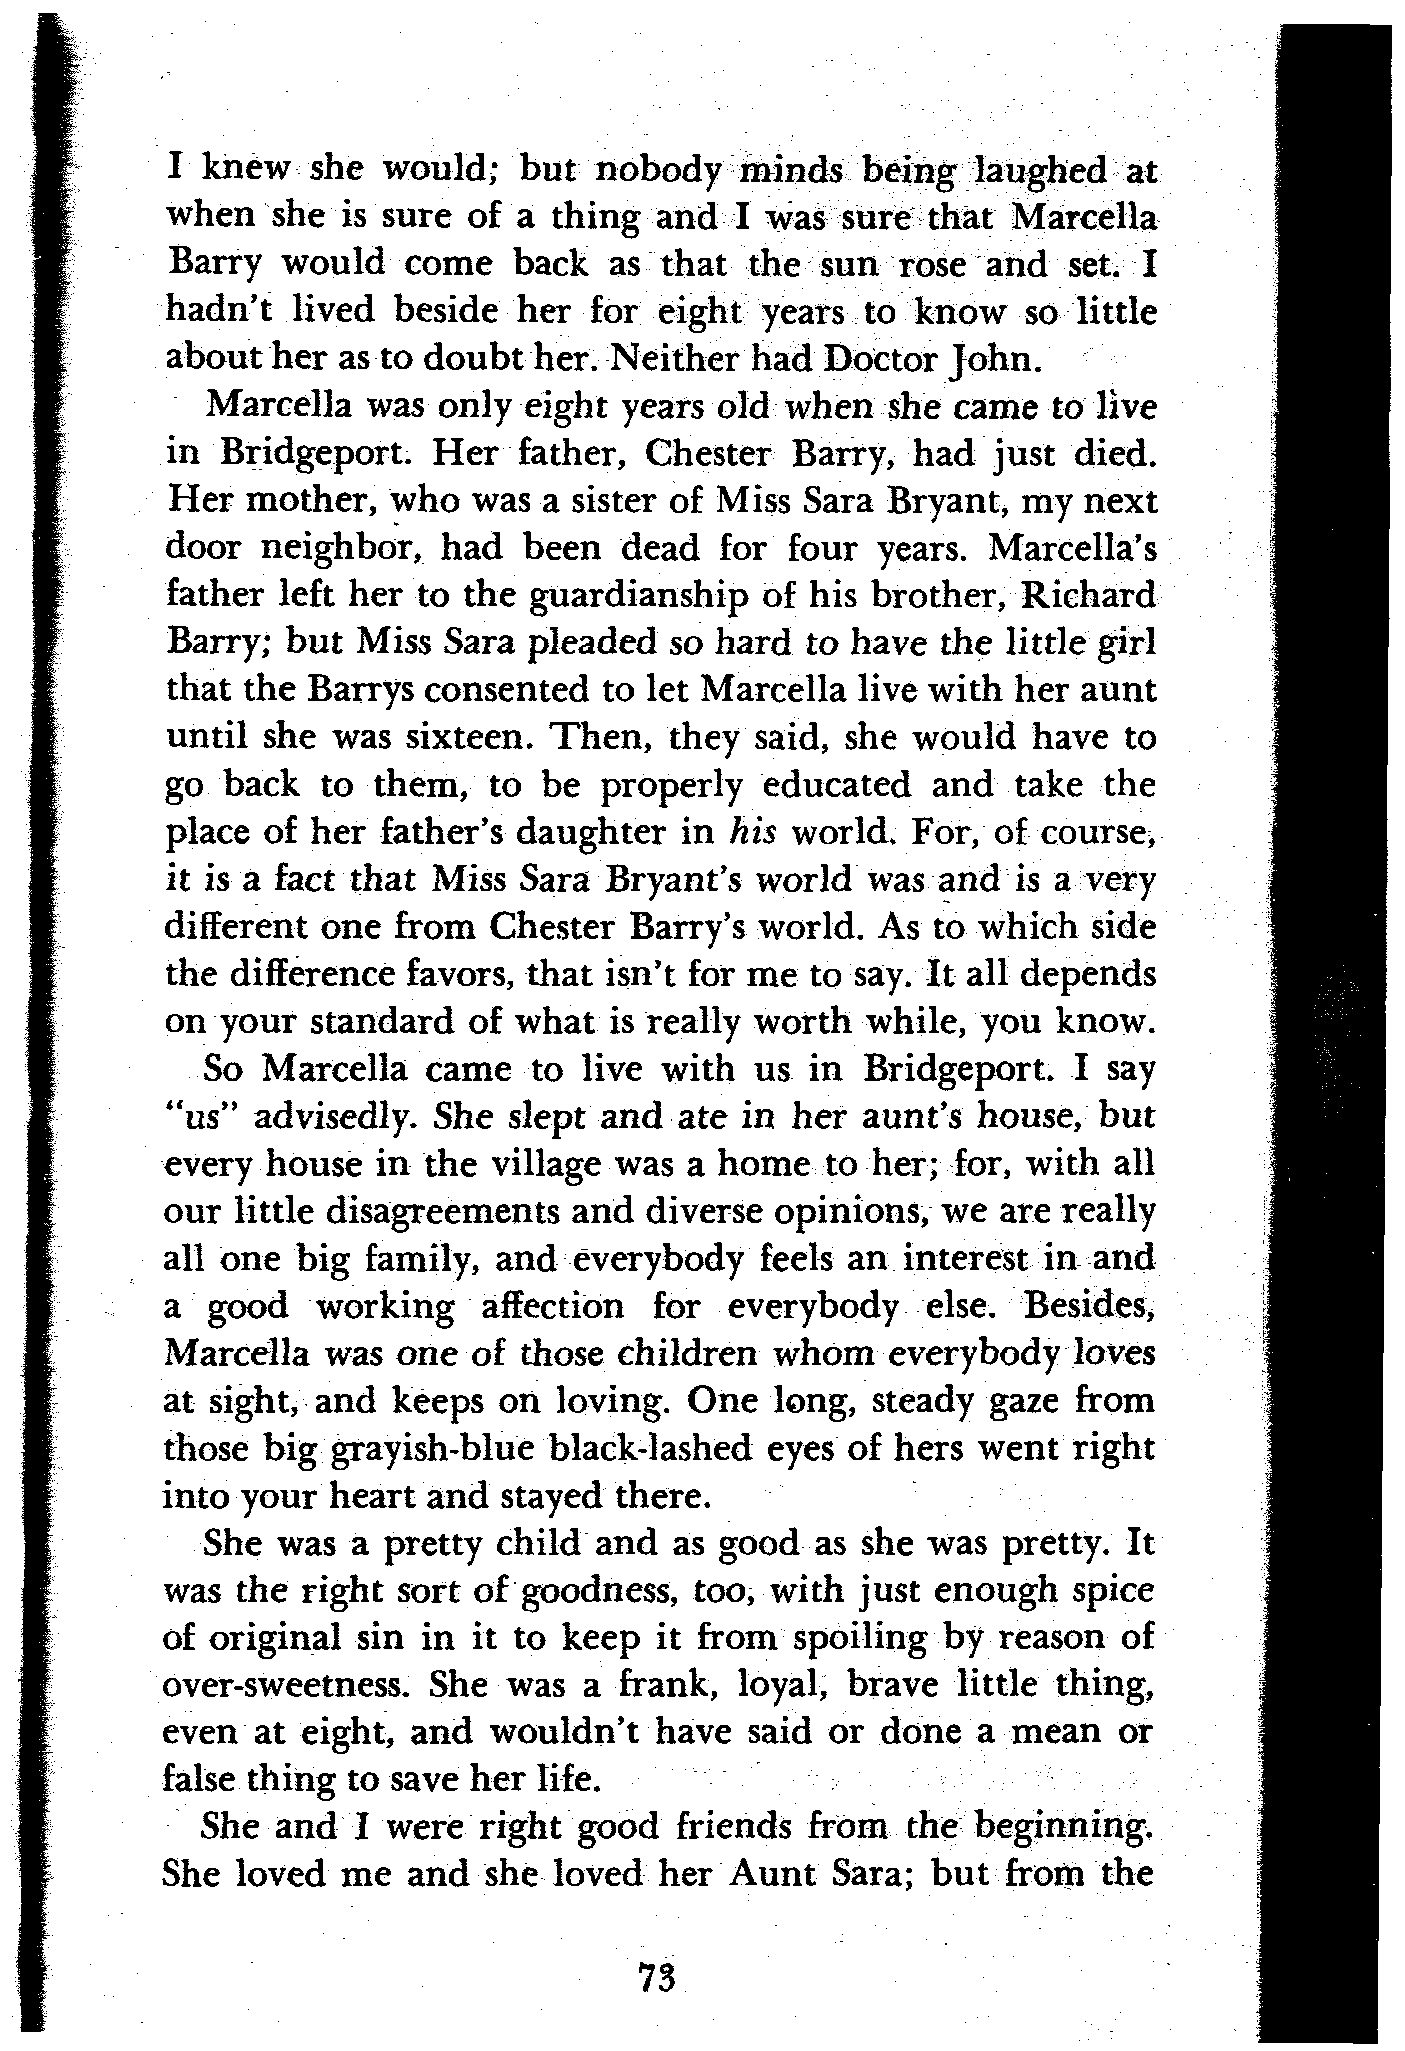 I knew she would; but nobody minds being laughed at
when she is sure of a thing and I was sure that Marcella
Barry would come back as that the sun rose and set. I
hadn't lived beside her for eight years to know so little
about her as to doubt her. Neither had Doctor John.
Marcella was only eight years old when she came to live
in Bridgeport. Her father, Chester Barry, had just died.
Her mother, who was a sister of Miss Sara Bryant, my next
door neighbor, had been dead for four years. Marcella's
father left her to the guardianship of his brother, Richard
Barry; but Miss Sara pleaded so hard to have the little girl
that the Barrys consented to let Marcella live with her aunt
until she was sixteen. Then, they said, she would have to
go back to them, to be properly educated and take the
place of her father's daughter in his world. For, of course,
it is a fact that Miss Sara Bryant's world was and is a very
different one from Chester Barry's world. As to which side
the difference favors, that isn't for me to say. It all depends
on your standard of what is really worth while, you know.
So Marcella came to live with us in Bridgeport. I say
“us” advisedly. She slept and ate in her aunt's house, but
every house in the village was a home to her; for, with all
our little disagreements and diverse opinions, we are really
all one big family, and everybody feels an interest in and
a good working affection for everybody else. Besides,
Marcella was one of those children whom everybody loves
at sight, and keeps on loving. One long, steady gaze from
those big grayish-blue black-lashed eyes of hers went right
into your heart and stayed there.
She was a pretty child and as good as she was pretty. It
was the right sort of goodness, too, with just enough spice
of original sin in it to keep it from spoiling by reason of
over-sweetness. She was a frank, loyal, brave little thing,
even at eight, and wouldn't have said or done a mean or
false thing to save her life.
She and I were right good friends from the beginning.
She loved me and she loved her Aunt Sara; but from the
73